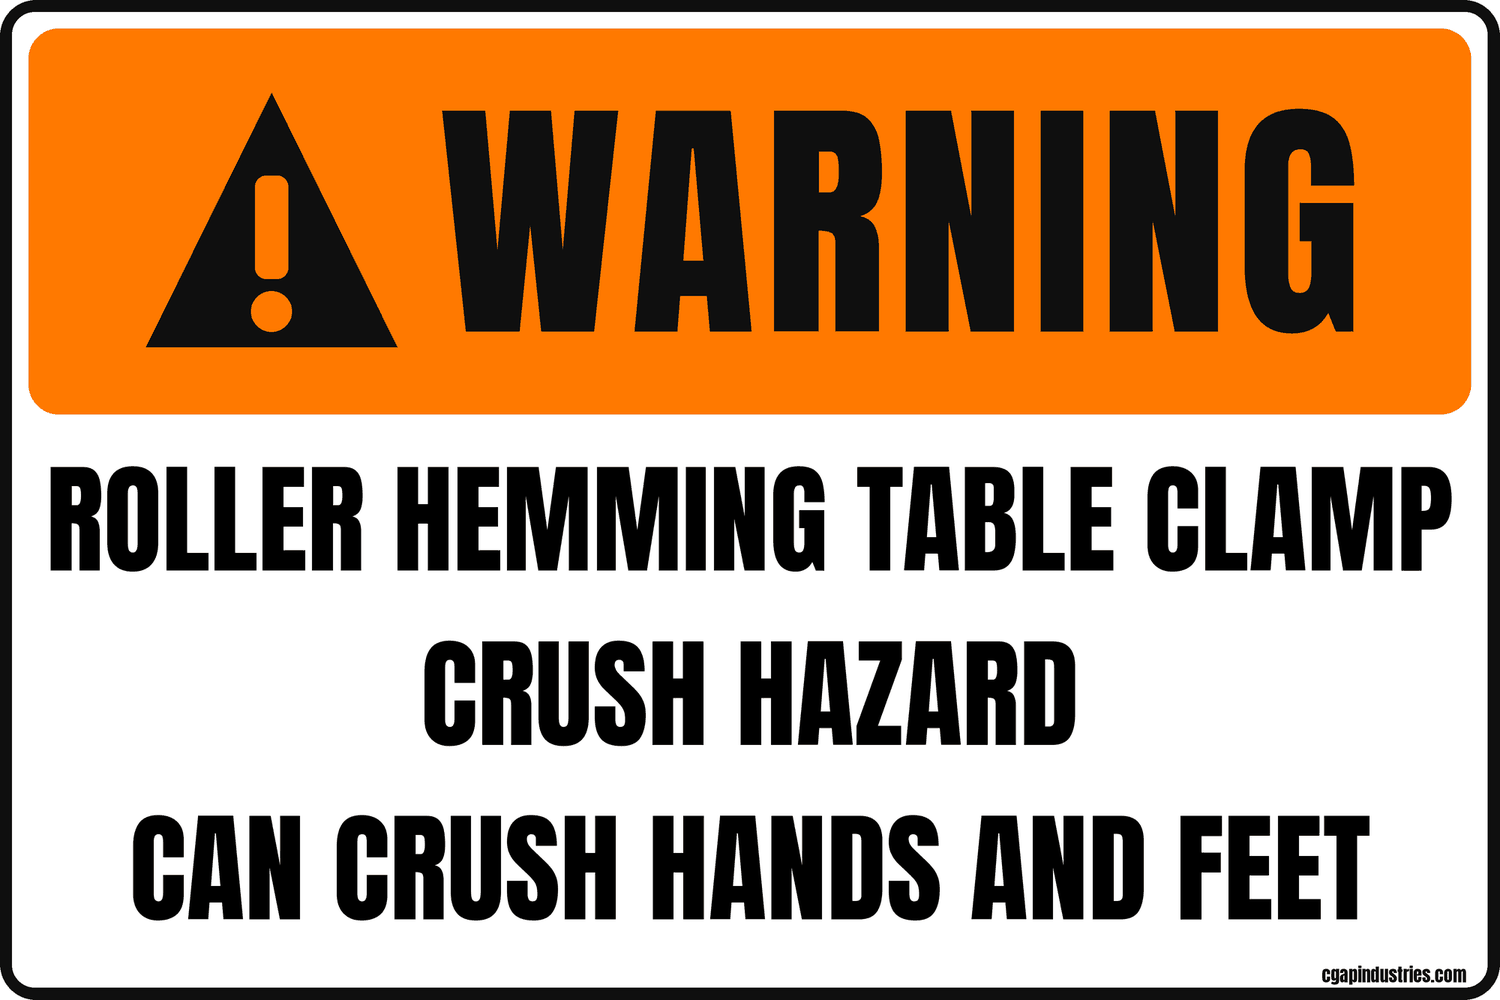 WARNING
ROLLER HEMMING TABLE CLAMP
CRUSH HAZARD
CAN CRUSH HANDS AND FEET
cgapindustries.com